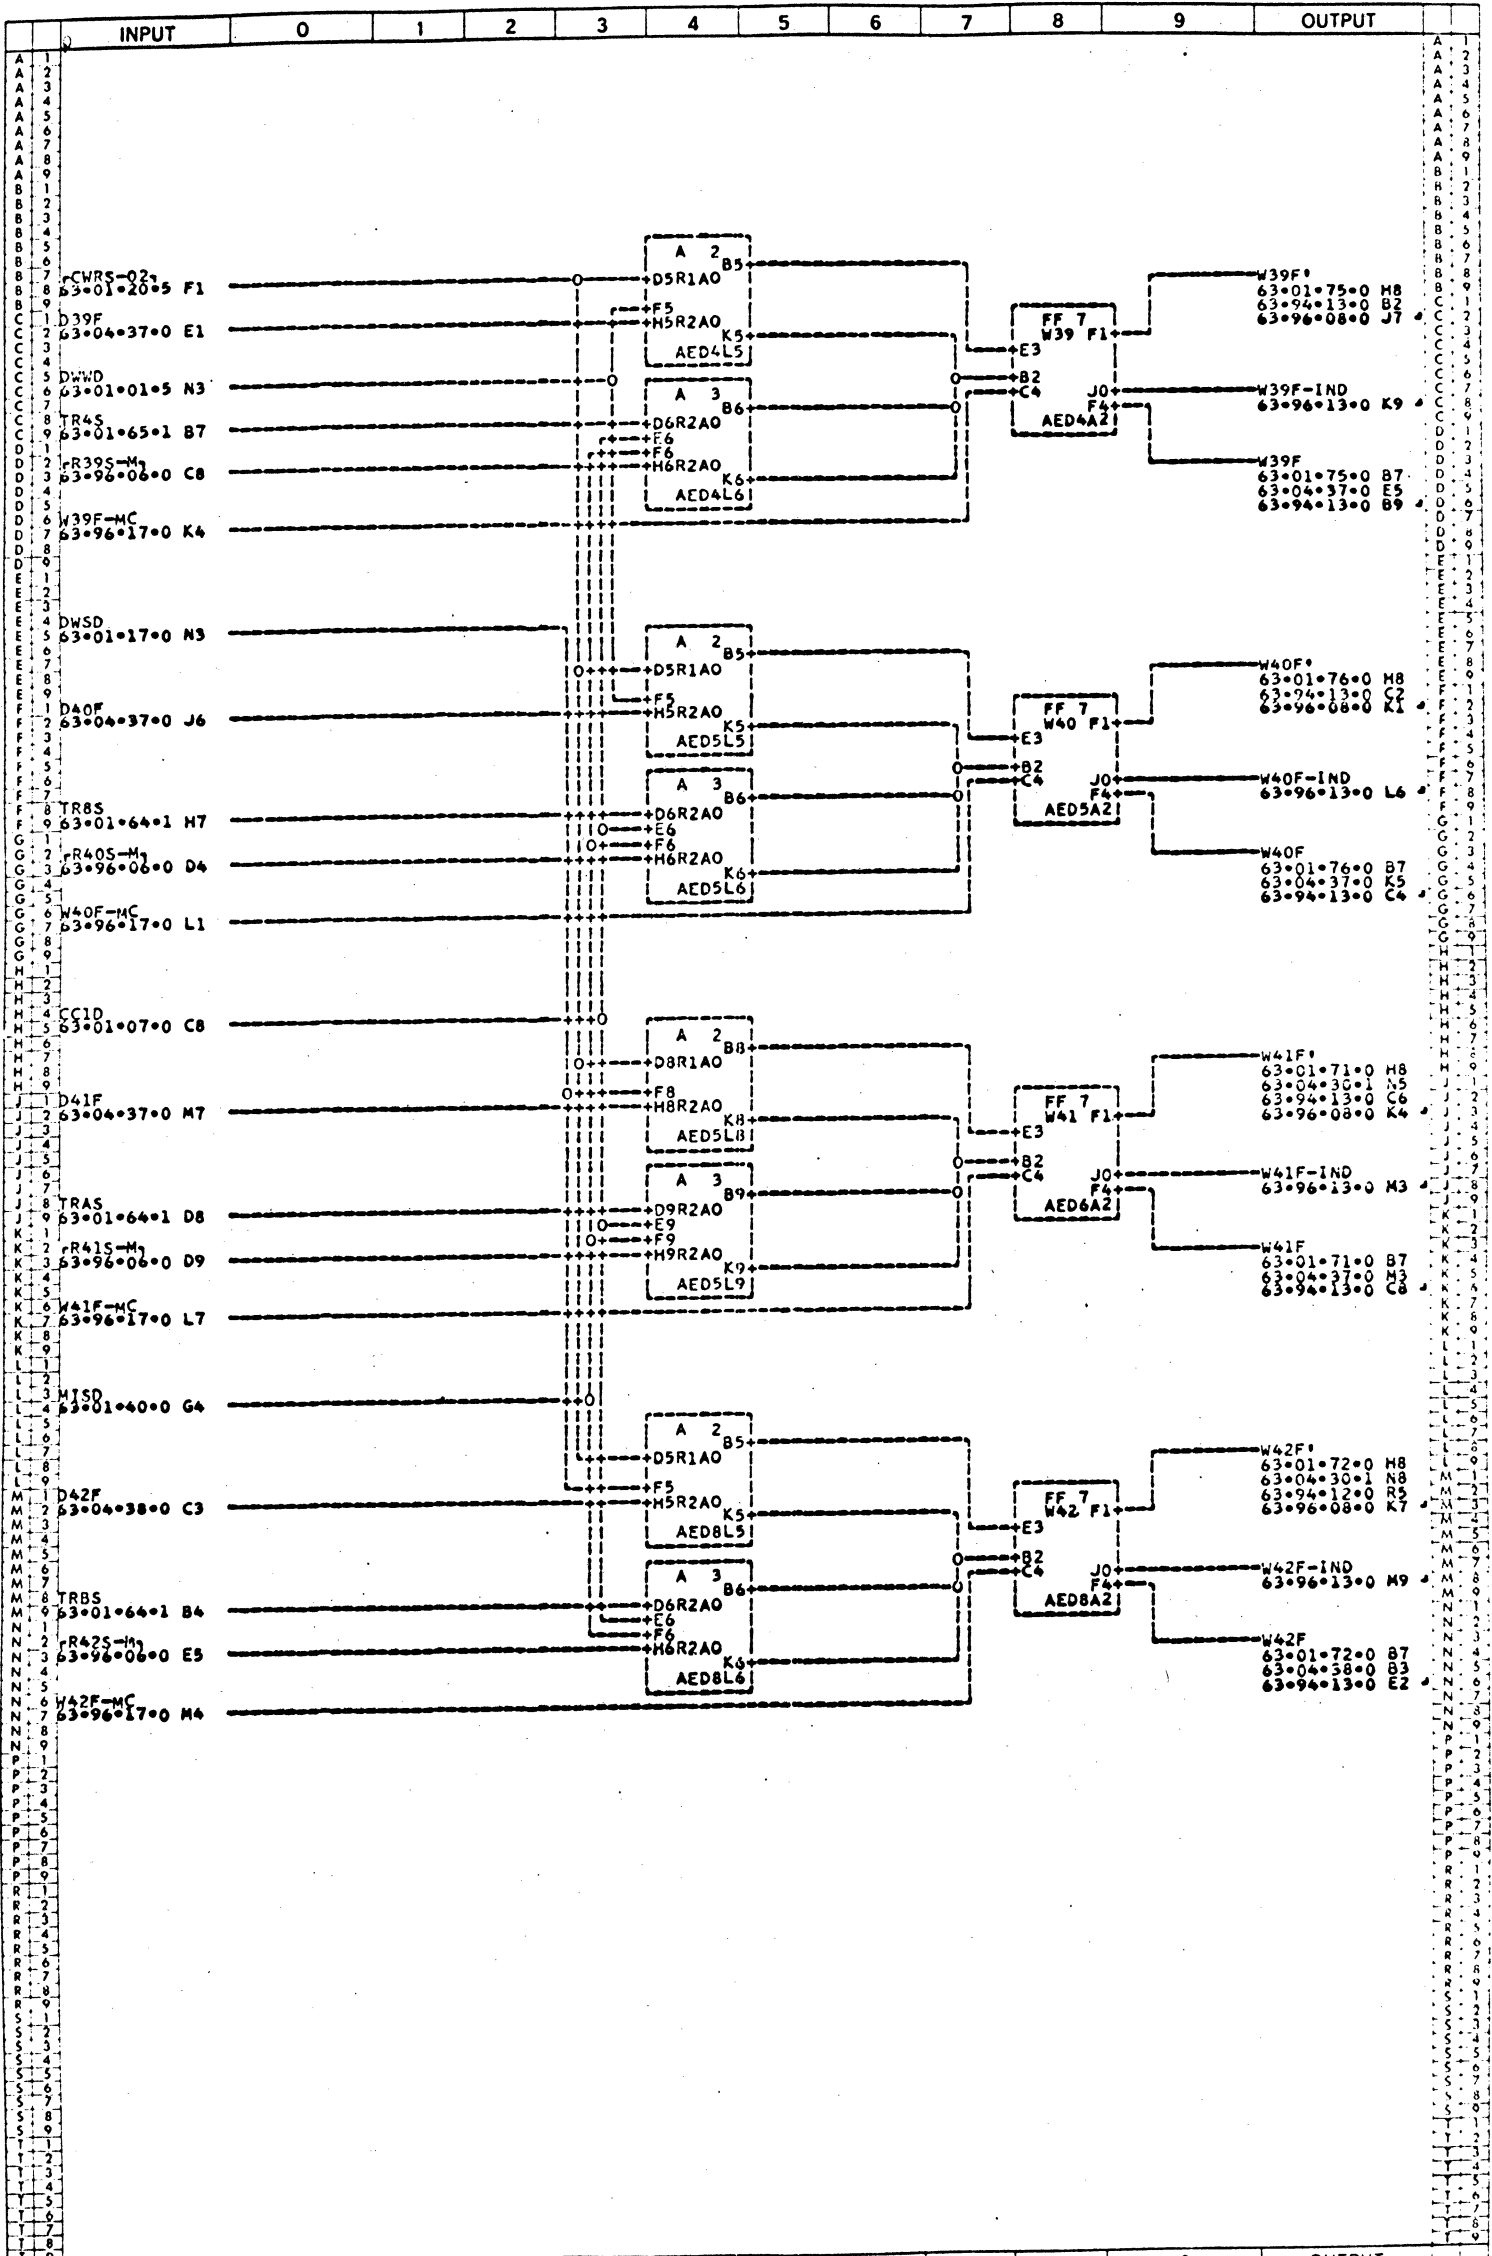 INPUT 0 1 2 3 4 5 6 7 8 9 OUTPUT
CWRS-02
63•01•20•5 F1
D39F
63•04•37•0 E1
DWWD
63•01•01•5 N3
TR4S
63•01•65•1 B7
R39S-M
63•96•06•0 C8
W39F-MC
63•96•17•0 K4
A 2
B5
D5R1AO
F5
H5R2AO
K5
AED4L5
A 3
B6
D6R2AO
E6
F6
H6R2AO
K6
AED4L6
FF 7
W39 F1
E3
B2
C4 J0
F4
AED4A2
W39F'
63•01•75•0 H8
63•94•13•0 B2
63•96•08•0 J7
W39F-IND
63•96•13•0 K9
W39F
63•01•75•0 B7
63•04•37•0 E5
63•94•13•0 B9
DWSD
63•01•17•0 N3
D40F
63•04•37•0 J6
TR8S
63•01•64•1 H7
R40S-M
63•96•06•0 D4
W40F-MC
63•96•17•0 L1
A 2
B5
D5R1AO
F5
H5R2AO
K5
AED5L5
A 3
B6
D6R2AO
E6
F6
H6R2AO
K6
AED5L6
FF 7
W40 F1
E3
B2
C4 J0
F4
AED5A2
W40F'
63•01•76•0 H8
63•94•13•0 C2
63•96•08•0 K1
W40F-IND
63•96•13•0 L6
W40F
63•01•76•0 B7
63•04•37•0 K5
63•94•13•0 C4
CC1D
63•01•07•0 C8
D41F
63•04•37•0 M7
TRAS
63•01•64•1 D8
R41S-M
63•96•06•0 D9
W41F-MC
63•96•17•0 L7
A 2
B8
D8R1AO
F8
H8R2AO
K8
AED5L8
A 3
B9
D9R2AO
E9
F9
H9R2AO
K9
AED5L9
FF 7
W41 F1
E3
B2
C4 J0
F4
AED6A2
W41F'
63•01•71•0 H8
63•04•30•1 N5
63•94•13•0 C6
63•96•08•0 K4
W41F-IND
63•96•13•0 M3
W41F
63•01•71•0 B7
63•04•37•0 M3
63•94•13•0 C8
MISD
63•01•40•0 G4
D42F
63•04•38•0 C3
TRBS
63•01•64•1 B4
R42S-M
63•96•06•0 E5
W42F-MC
63•96•17•0 M4
A 2
B5
D5R1AO
F5
H5R2AO
K5
AED8L5
A 3
B6
D6R2AO
E6
F6
H6R2AO
K6
AED8L6
FF 7
W42 F1
E3
B2
C4 J0
F4
AED8A2
W42F'
63•01•72•0 H8
63•04•30•1 N8
63•94•12•0 R5
63•96•08•0 K7
W42F-IND
63•96•13•0 M9
W42F
63•01•72•0 B7
63•04•38•0 B3
63•94•13•0 E2